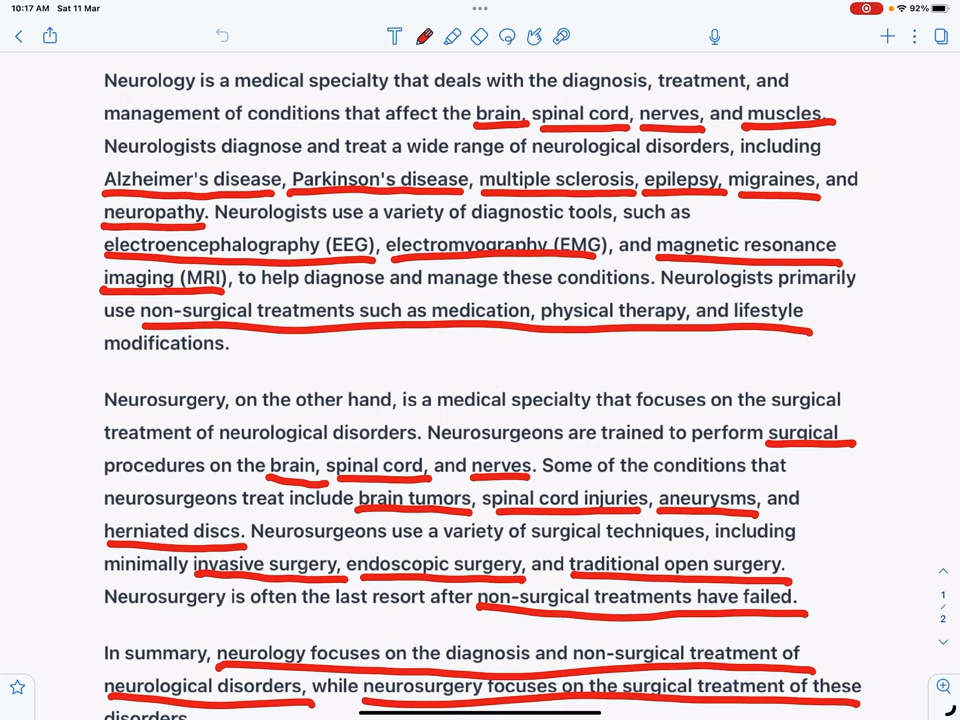 10:17 AM Sat 11 Mar
92%
Neurology is a medical specialty that deals with the diagnosis, treatment, and
management of conditions that affect the brain, spinal cord, nerves, and muscles.
Neurologists diagnose and treat a wide range of neurological disorders, including
Alzheimer's disease, Parkinson's disease, multiple sclerosis, epilepsy, migraines, and
neuropathy. Neurologists use a variety of diagnostic tools, such as
electroencephalography (EEG), electromyography (EMG), and magnetic resonance
imaging (MRI), to help diagnose and manage these conditions. Neurologists primarily
use non-surgical treatments such as medication, physical therapy, and lifestyle
modifications.
Neurosurgery, on the other hand, is a medical specialty that focuses on the surgical
treatment of neurological disorders. Neurosurgeons are trained to perform surgical
procedures on the brain, spinal cord, and nerves. Some of the conditions that
neurosurgeons treat include brain tumors, spinal cord injuries, aneurysms, and
herniated discs. Neurosurgeons use a variety of surgical techniques, including
minimally invasive surgery, endoscopic surgery, and traditional open surgery.
Neurosurgery is often the last resort after non-surgical treatments have failed.
In summary, neurology focuses on the diagnosis and non-surgical treatment of
neurological disorders, while neurosurgery focuses on the surgical treatment of these
disorders.
1
/
2